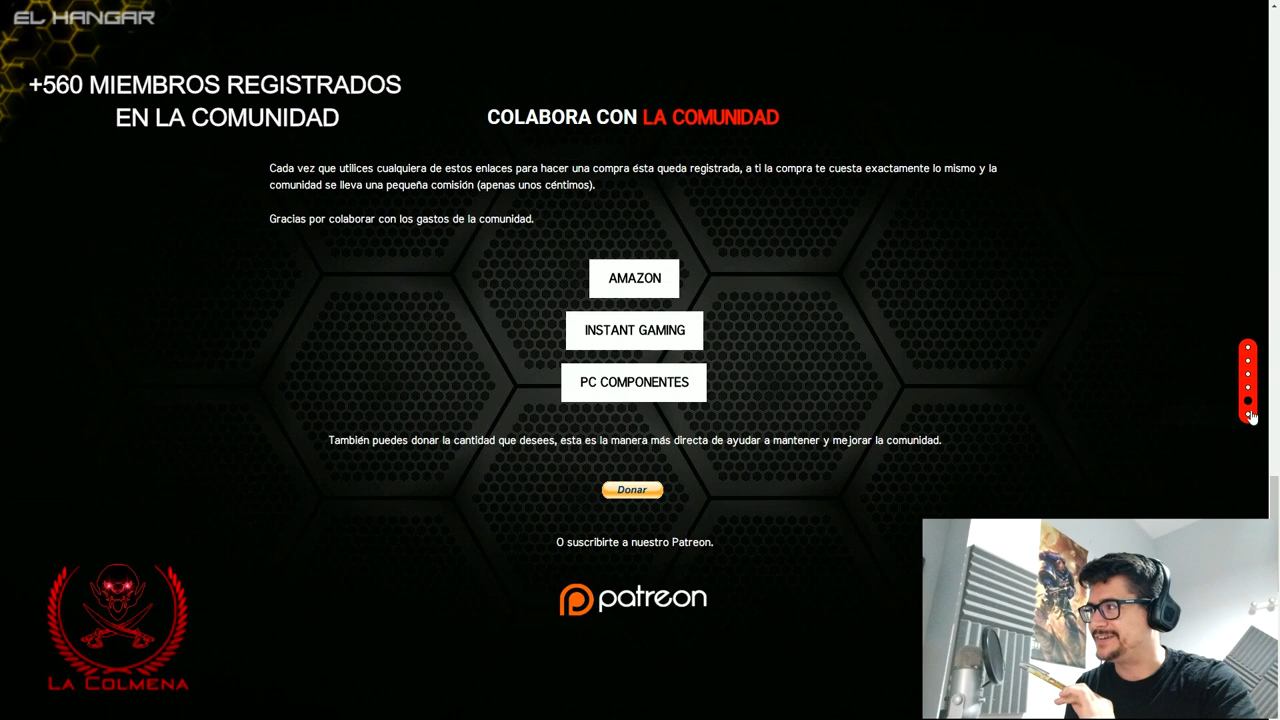 EL HANGAR
+560 MIEMBROS REGISTRADOS
EN LA COMUNIDAD
COLABORA CON LA COMUNIDAD
Cada vez que utilices cualquiera de estos enlaces para hacer una compra ésta queda registrada, a ti la compra te cuesta exactamente lo mismo y la
comunidad se lleva una pequeña comisión (apenas unos céntimos).
Gracias por colaborar con los gastos de la comunidad.
AMAZON
INSTANT GAMING
PC COMPONENTES
También puedes donar la cantidad que desees, esta es la manera más directa de ayudar a mantener y mejorar la comunidad.
Donar
O suscribirte a nuestro Patreon.
patreon
LA COLMENA